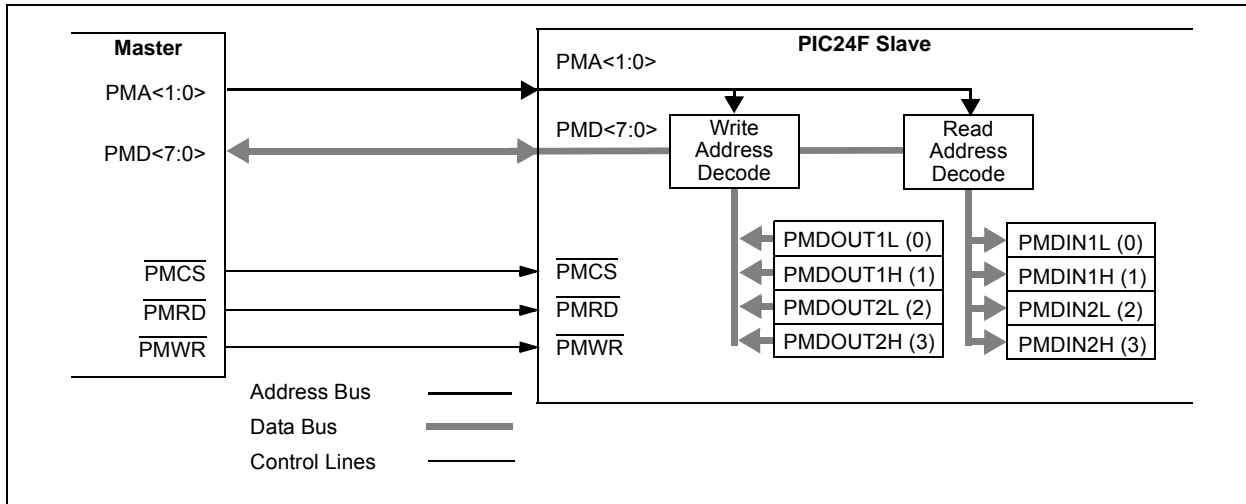 Master
PMA<1:0>
PMD<7:0>
PMCS
PMRD
PMWR
PIC24F Slave
PMA<1:0>
PMD<7:0>
PMCS
PMRD
PMWR
Write
Address
Decode
Read
Address
Decode
PMDOUT1L (0)
PMDOUT1H (1)
PMDOUT2L (2)
PMDOUT2H (3)
PMDIN1L (0)
PMDIN1H (1)
PMDIN2L (2)
PMDIN2H (3)
Address Bus
Data Bus
Control Lines